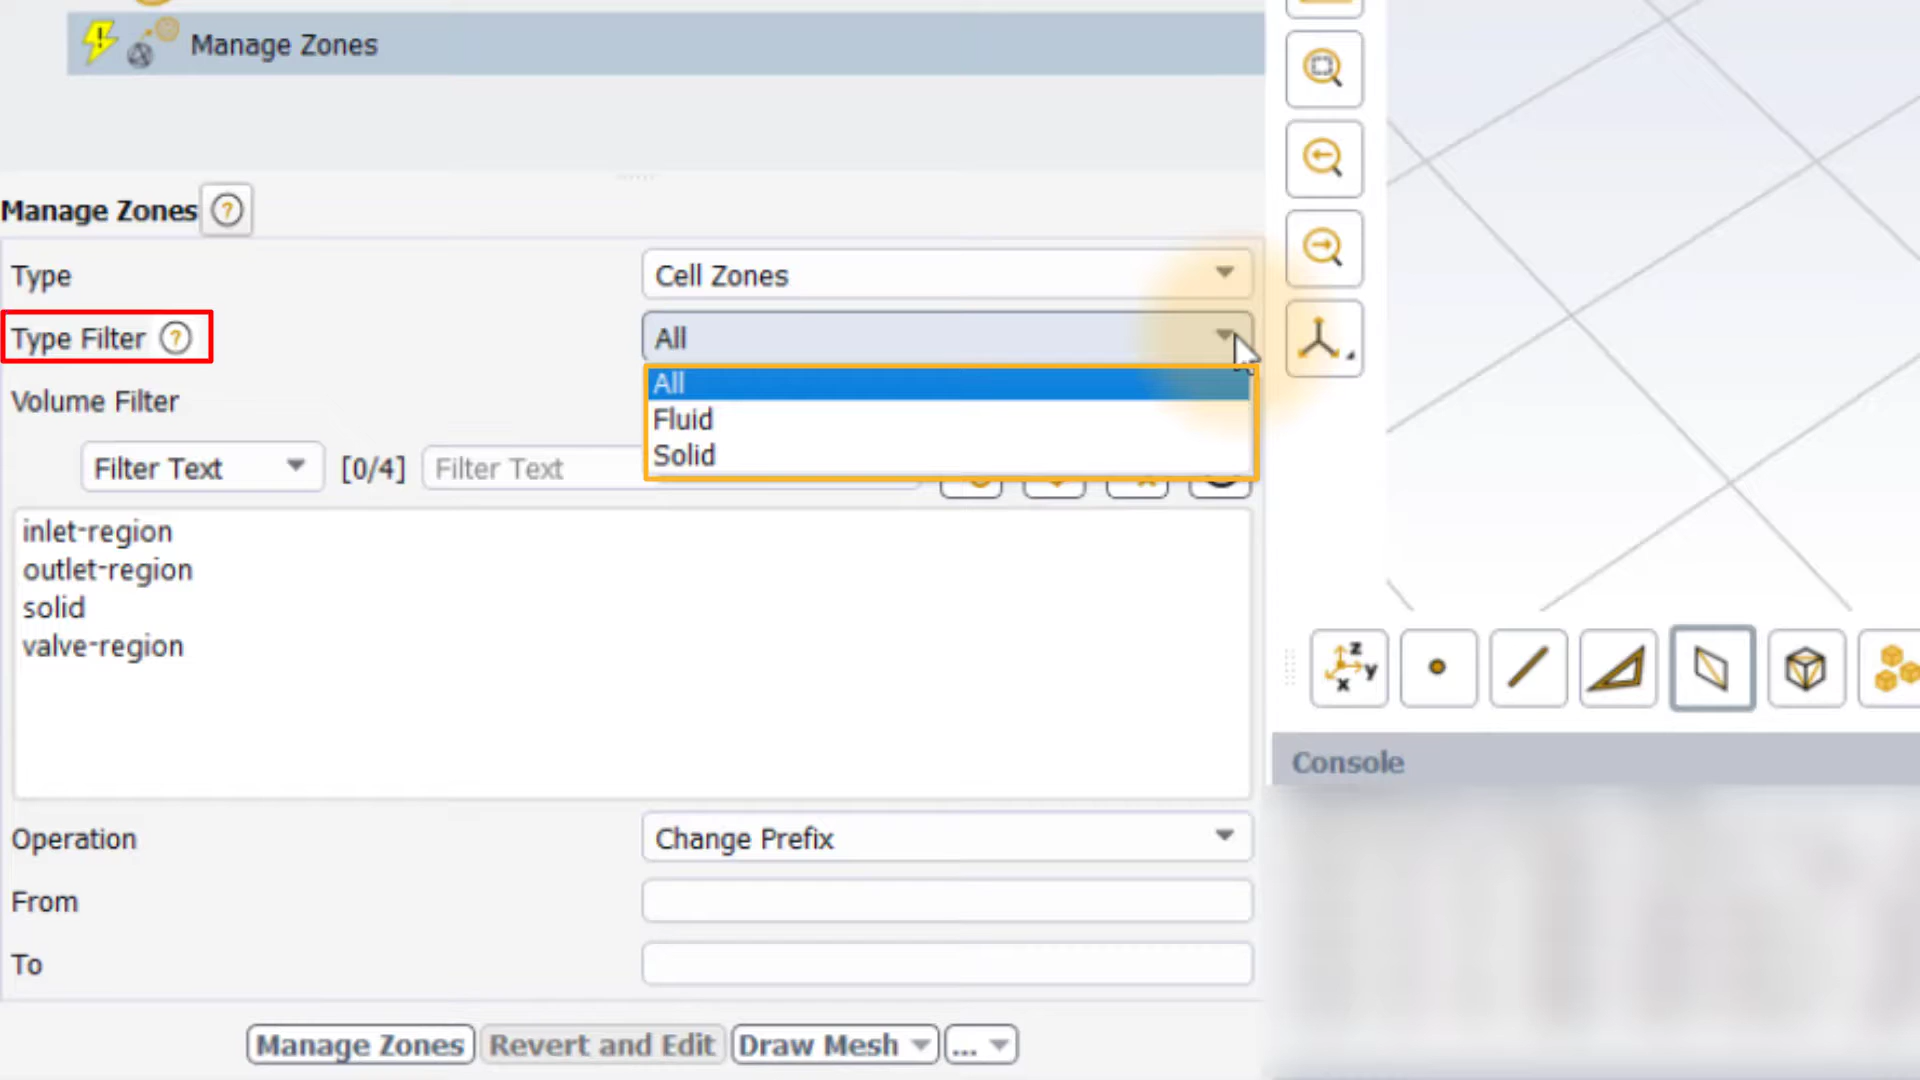 Manage Zones
Manage Zones ?
Type
Cell Zones
Type Filter ?
All
All
Fluid
Solid
Volume Filter
Filter Text
[0/4]
Filter Text
inlet-region
outlet-region
solid
valve-region
Operation
Change Prefix
From
To
Manage Zones
Revert and Edit
Draw Mesh
...
z
y
x
Console